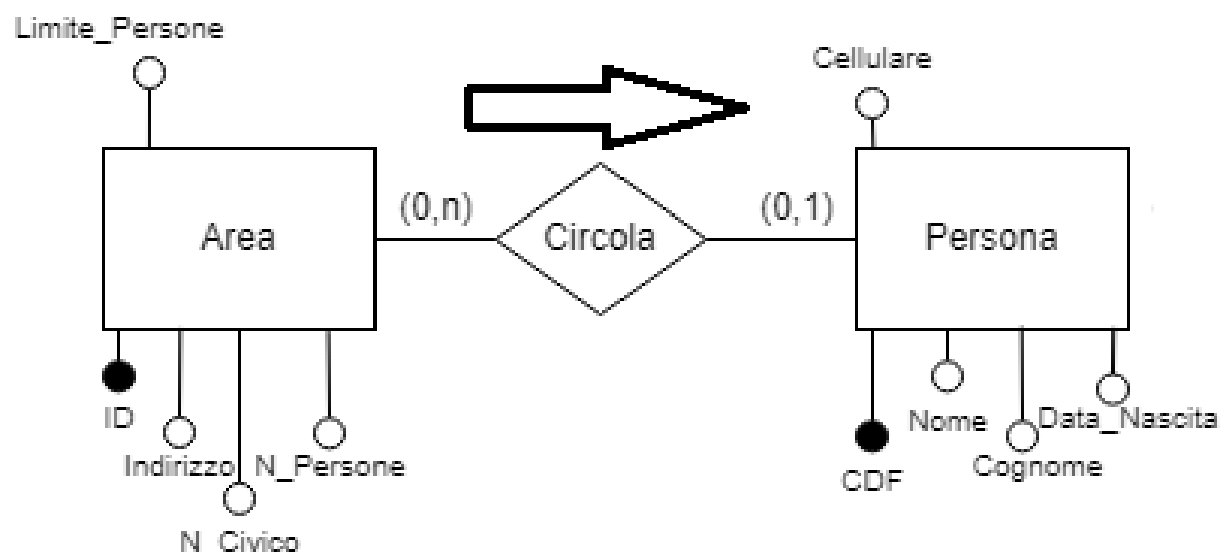 Limite_Persone
Cellulare
Area
(0,n)
Circola
(0,1)
Persona
ID
Indirizzo
N_Persone
N_Civico
CDF
Nome
Cognome
Data_Nascita